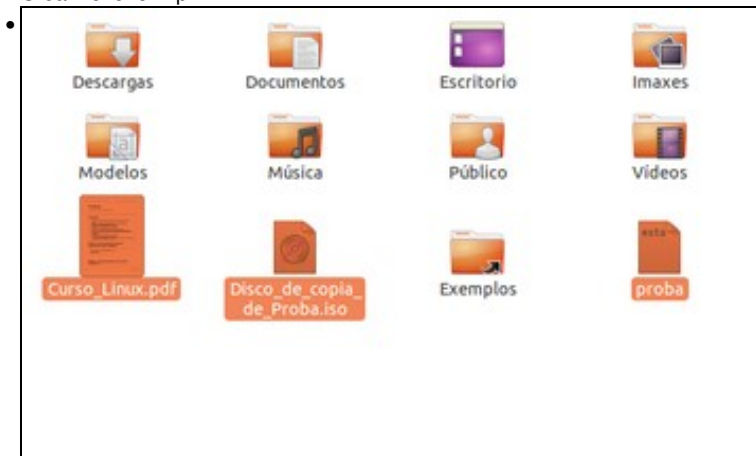 Descargas Documentos Escritorio Imaxes
Modelos Música Público Vídeos
Curso_Linux.pdf Disco_de_copia_ Exemplos proba
de_Proba.iso